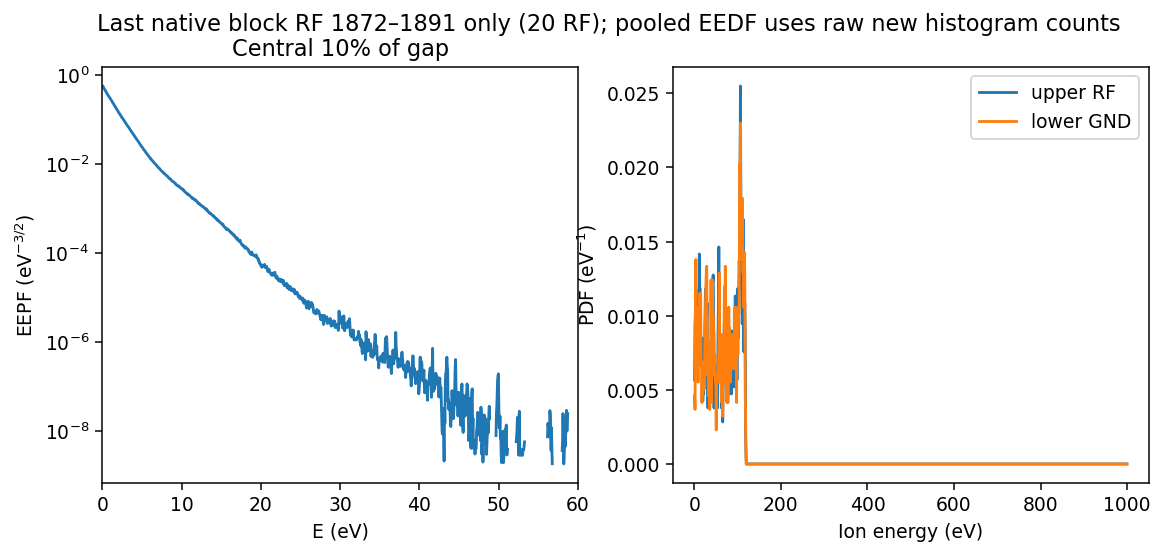 Last native block RF 1872–1891 only (20 RF); pooled EEDF uses raw new histogram counts
Central 10% of gap
EEPF (eV^{-3/2})
10^0
10^{-2}
10^{-4}
10^{-6}
10^{-8}
0 10 20 30 40 50 60
E (eV)
PDF (eV^{-1})
0.025
0.020
0.015
0.010
0.005
0.000
upper RF
lower GND
0 200 400 600 800 1000
Ion energy (eV)